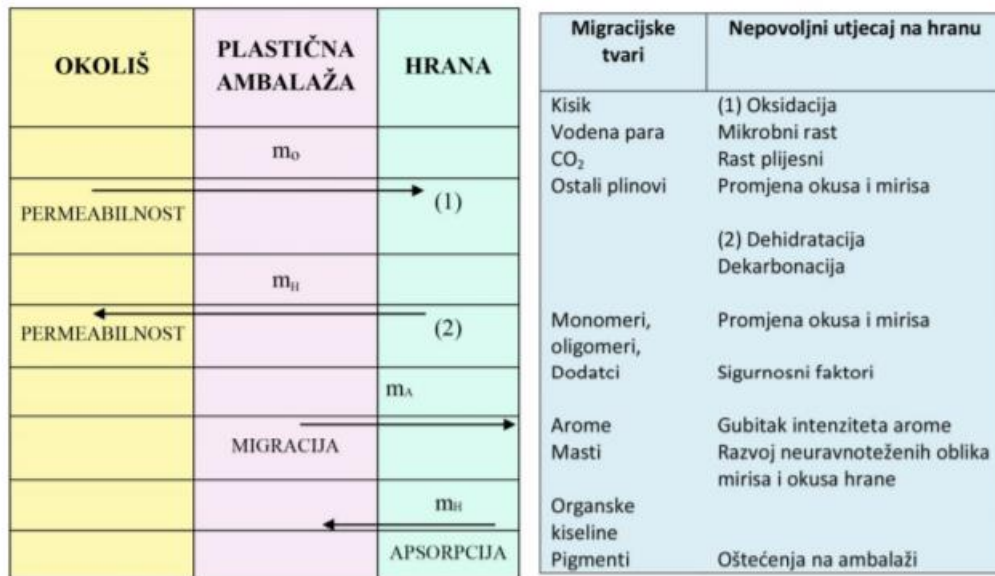 OKOLIŠ
PLASTIČNA
AMBALAŽA
HRANA
mO
PERMEABILNOST
(1)
mH
PERMEABILNOST
(2)
mA
MIGRACIJA
mH
APSORPCIJA
Migracijske
tvari
Nepovoljni utjecaj na hranu
Kisik (1) Oksidacija
Vodena para Mikrobni rast
CO₂ Rast plijesni
Ostali plinovi Promjena okusa i mirisa
(2) Dehidratacija
Dekarbonacija
Monomeri, Promjena okusa i mirisa
oligomeri,
Dodatci Sigurnosni faktori
Arome Gubitak intenziteta arome
Masti Razvoj neuravnoteženih oblika
mirisa i okusa hrane
Organske
kiseline
Pigmenti Oštećenja na ambalaži